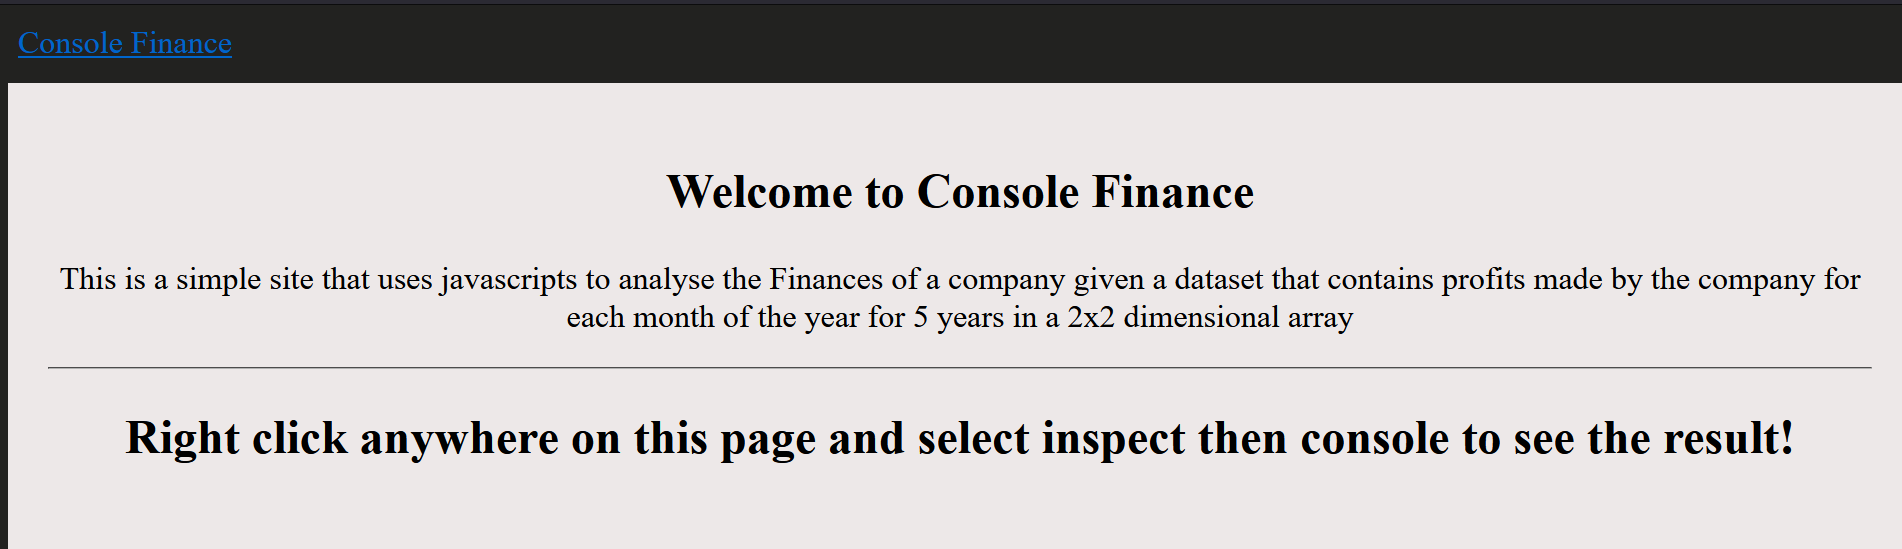 Console Finance
Welcome to Console Finance
This is a simple site that uses javascripts to analyse the Finances of a company given a dataset that contains profits made by the company for
each month of the year for 5 years in a 2x2 dimensional array
Right click anywhere on this page and select inspect then console to see the result!